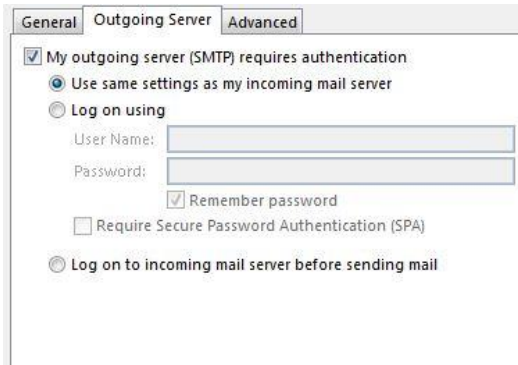 General Outgoing Server Advanced
My outgoing server (SMTP) requires authentication
Use same settings as my incoming mail server
Log on using
User Name:
Password:
Remember password
Require Secure Password Authentication (SPA)
Log on to incoming mail server before sending mail